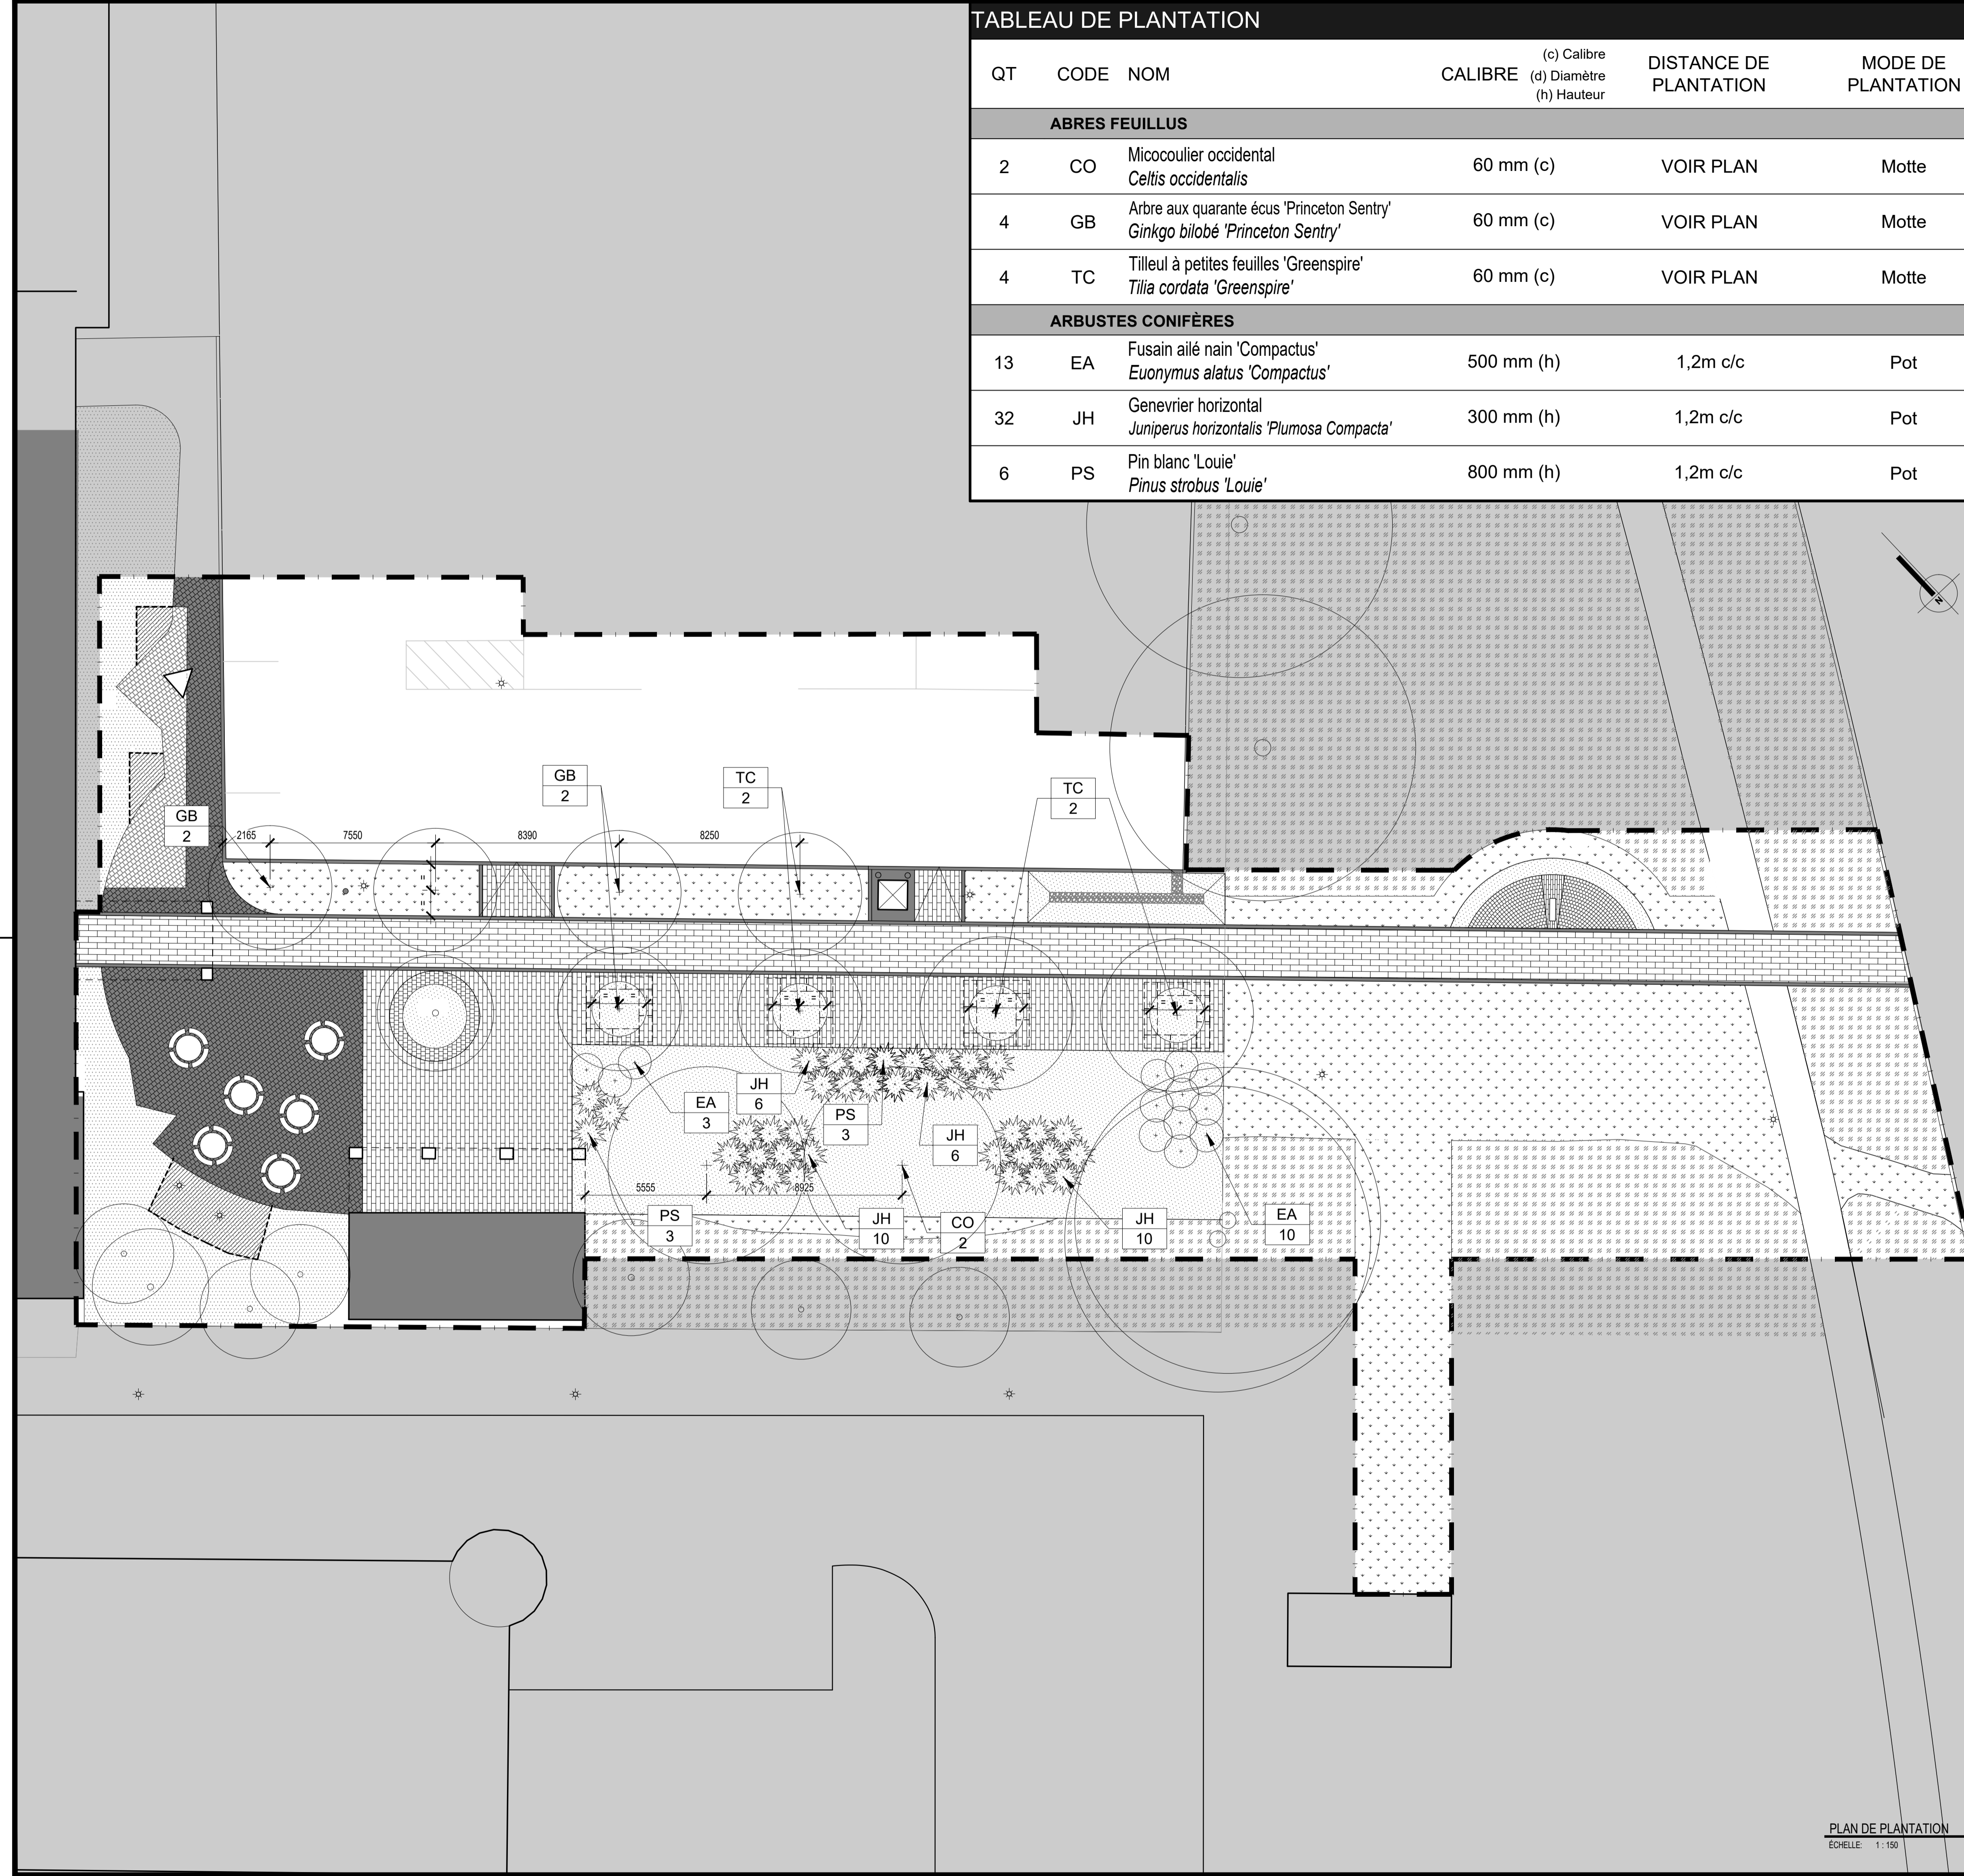 TABLEAU DE PLANTATION
QT CODE NOM CALIBRE (c) Calibre (d) Diamètre (h) Hauteur DISTANCE DE PLANTATION MODE DE PLANTATION
ABRES FEUILLUS
2 CO Micocoulier occidental 60 mm (c) VOIR PLAN Motte
Celtis occidentalis
4 GB Arbre aux quarante écus 'Princeton Sentry' 60 mm (c) VOIR PLAN Motte
Ginkgo bilobé 'Princeton Sentry'
4 TC Tilleul à petites feuilles 'Greenspire' 60 mm (c) VOIR PLAN Motte
Tilia cordata 'Greenspire'
ARBUSTES CONIFÈRES
13 EA Fusain ailé nain 'Compactus' 500 mm (h) 1,2m c/c Pot
Euonymus alatus 'Compactus'
32 JH Genevrier horizontal 300 mm (h) 1,2m c/c Pot
Juniperus horizontalis 'Plumosa Compacta'
6 PS Pin blanc 'Louie' 800 mm (h) 1,2m c/c Pot
Pinus strobus 'Louie'
N
GB
2
TC
2
TC
2
GB
2
2165 7550 8390 8250
JH
6
EA
3
PS
3
JH
6
5555 8925
PS
3
JH
10
CO
2
JH
10
EA
10
PLAN DE PLANTATION
ÉCHELLE: 1 : 150